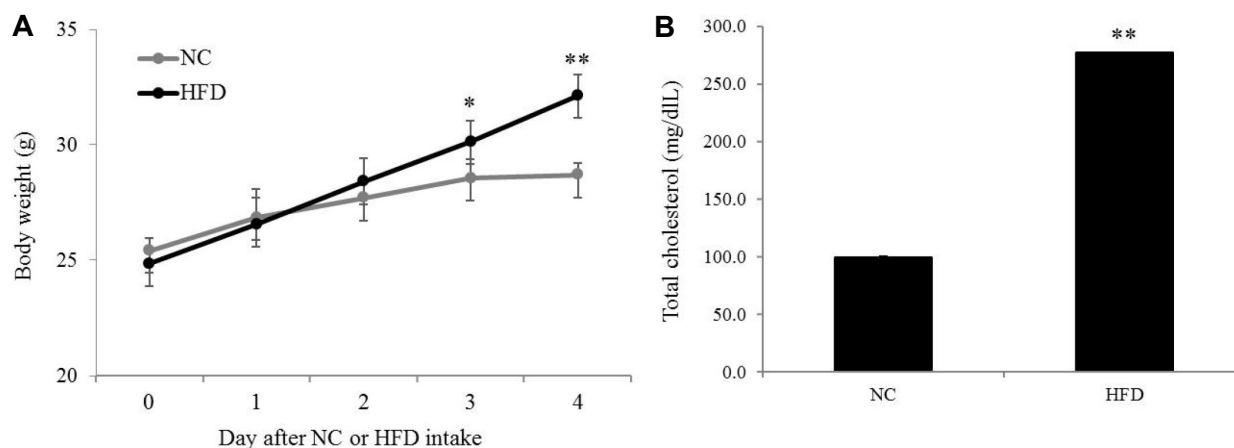 A
35
30
25
20
Body weight (g)
NC
HFD
*
**
0 1 2 3 4
Day after NC or HFD intake
B
300.0
250.0
200.0
150.0
100.0
50.0
0.0
Total cholesterol (mg/dlL)
**
NC HFD